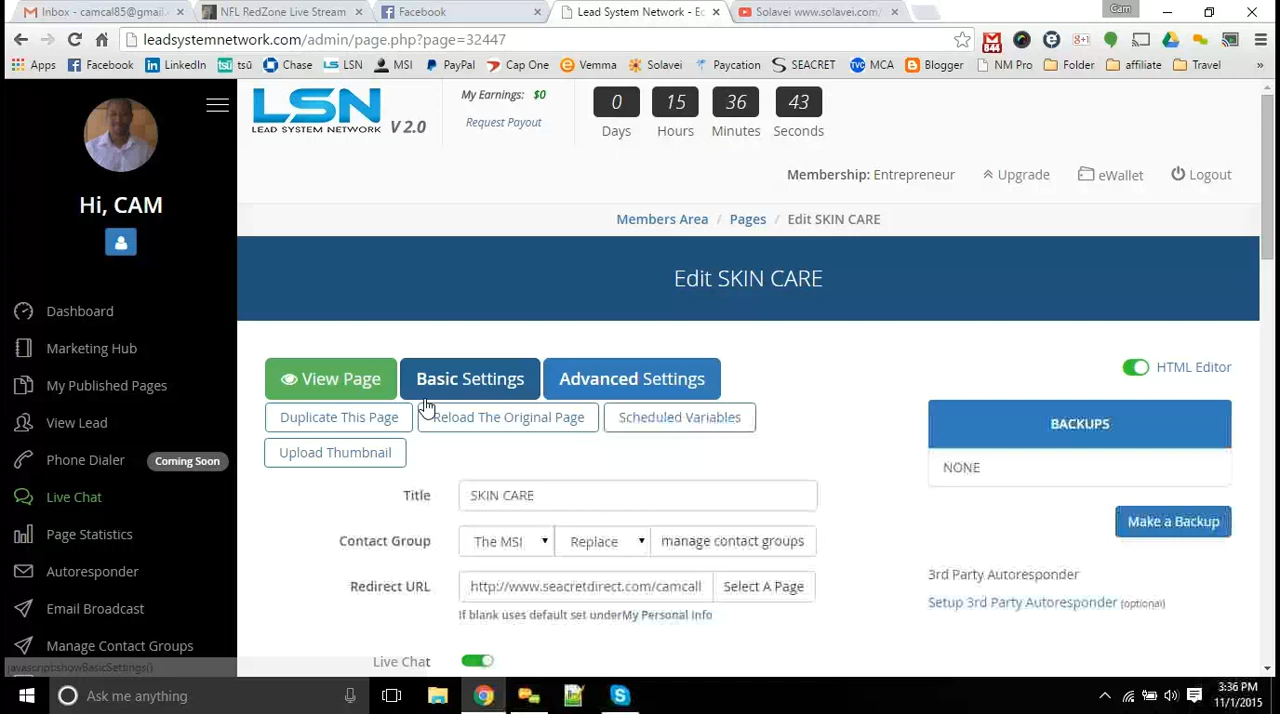 Inbox - camcal85@gmail.
NFL RedZone Live Stream
Facebook
Lead System Network - Ec
Solavei www.solavei.com/
Cam
leadsystemnetwork.com/admin/page.php?page=32447
844
Apps Facebook LinkedIn tsū tsū Chase LSN LSN MSI PayPal Cap One Vemma Solavei Paycation SEACRET TVC MCA Blogger NM Pro Folder affiliate Travel »
LSN
LEAD SYSTEM NETWORK
V 2.0
My Earnings: $0
Request Payout
0 15 36 43
Days Hours Minutes Seconds
Membership: Entrepreneur Upgrade eWallet Logout
Members Area / Pages / Edit SKIN CARE
Edit SKIN CARE
Hi, CAM
Dashboard
Marketing Hub
My Published Pages
View Lead
Phone Dialer Coming Soon
Live Chat
Page Statistics
Autoresponder
Email Broadcast
Manage Contact Groups
javascript:showBasicSettings()
View Page Basic Settings Advanced Settings
Duplicate This Page Reload The Original Page Scheduled Variables
Upload Thumbnail
Title SKIN CARE
Contact Group The MSI Replace manage contact groups
Redirect URL http://www.seacretdirect.com/camcall Select A Page
If blank uses default set underMy Personal Info
Live Chat
HTML Editor
BACKUPS
NONE
Make a Backup
3rd Party Autoresponder
Setup 3rd Party Autoresponder (optional)
Ask me anything
3:36 PM
11/1/2015